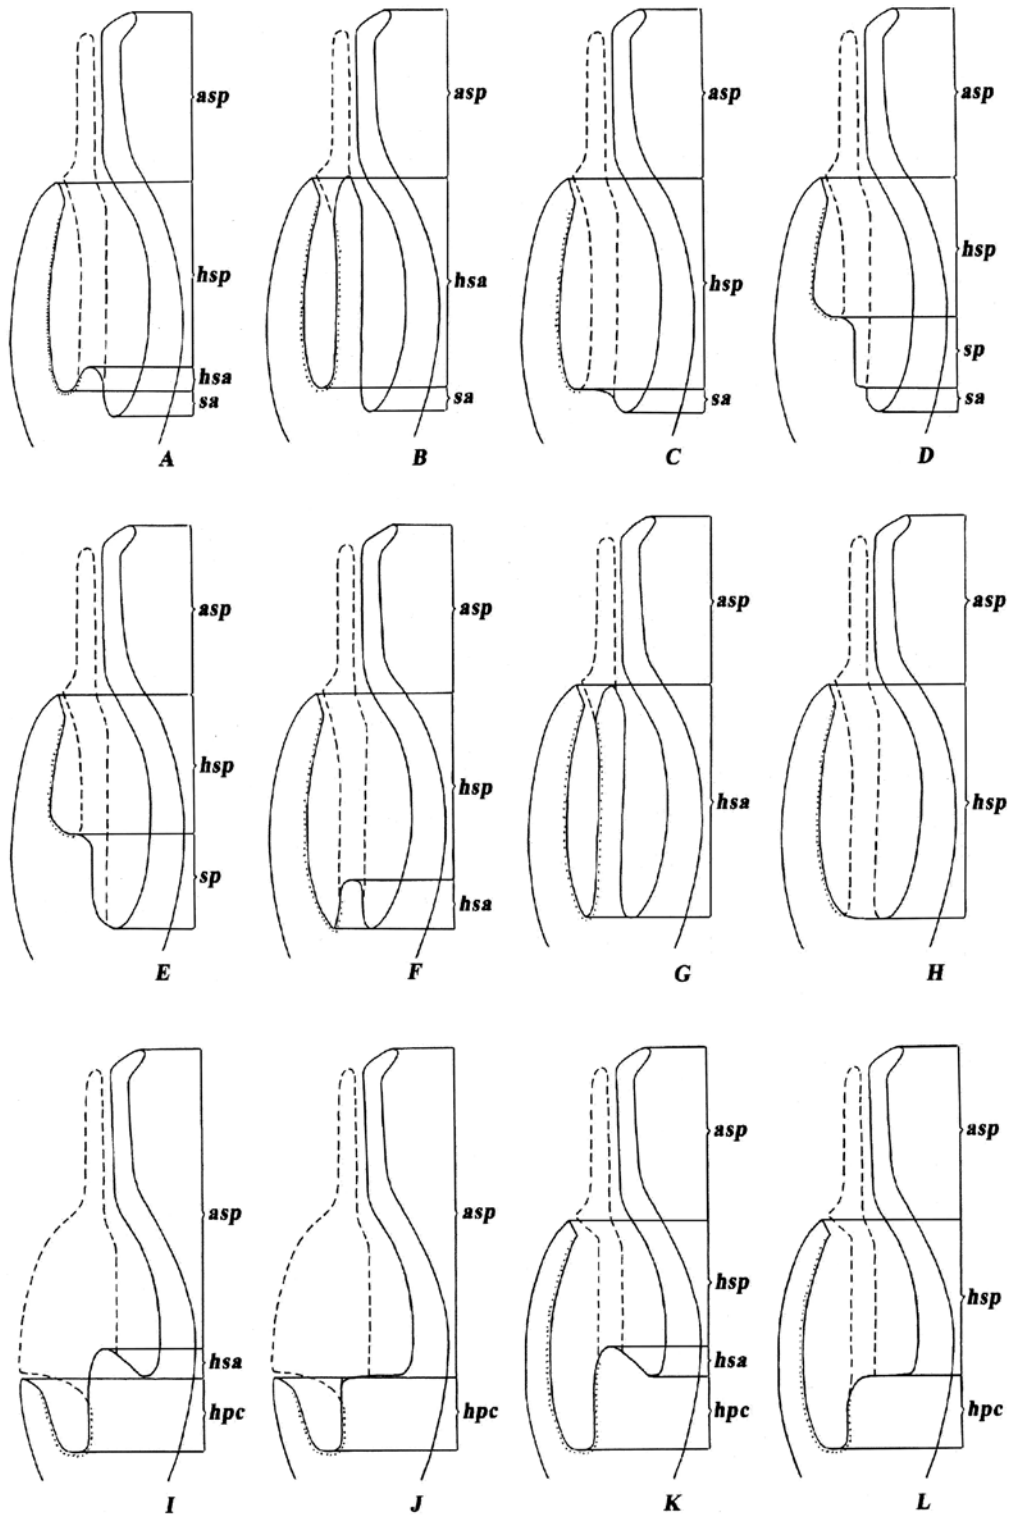 asp asp asp asp
hsp hsa hsp hsp
hsa sp
sa sa sa sa
A B C D
asp asp asp asp
hsp hsp hsa hsp
sp hsa
E F G H
asp asp asp asp
hsp hsp
hsa hsa
hpc hpc hpc hpc
I J K L